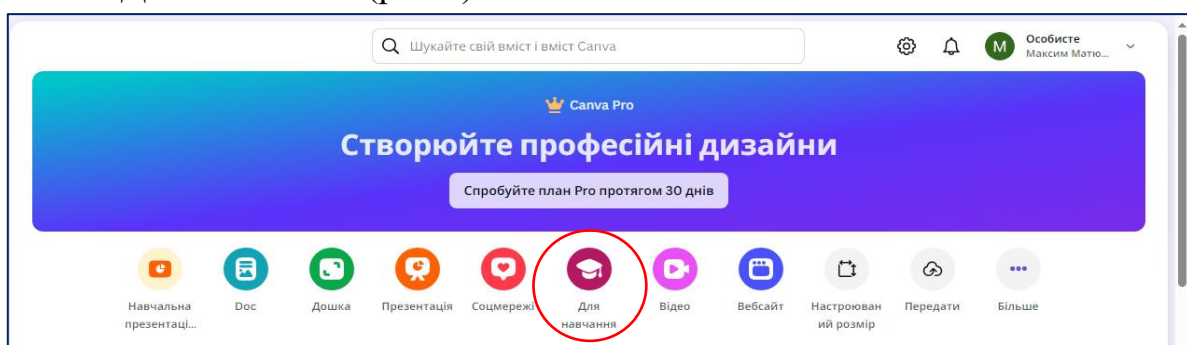 Шукайте свій вміст і вміст Canva
М
Особисте
Максим Матю...
Canva Pro
Створюйте професійні дизайни
Спробуйте план Pro протягом 30 днів
Навчальна презентаці...
Doc
Дошка
Презентація
Соцмережі
Для навчання
Відео
Вебсайт
Настроюван
ий розмір
Передати
Більше